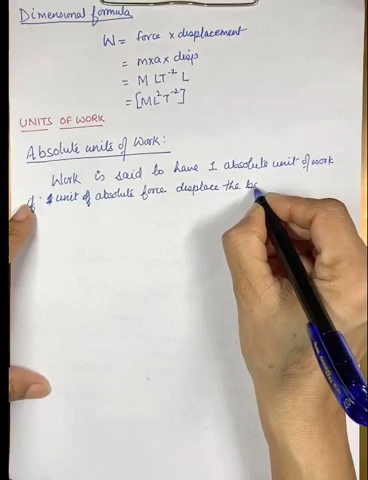 Dimensional formula
W = force × displacement
= m×a× disp
= M LT⁻² L
= [ML²T⁻²]
UNITS OF WORK
Absolute units of Work:
Work is said to have 1 absolute unit of work
if unit of absolute force displace the bo